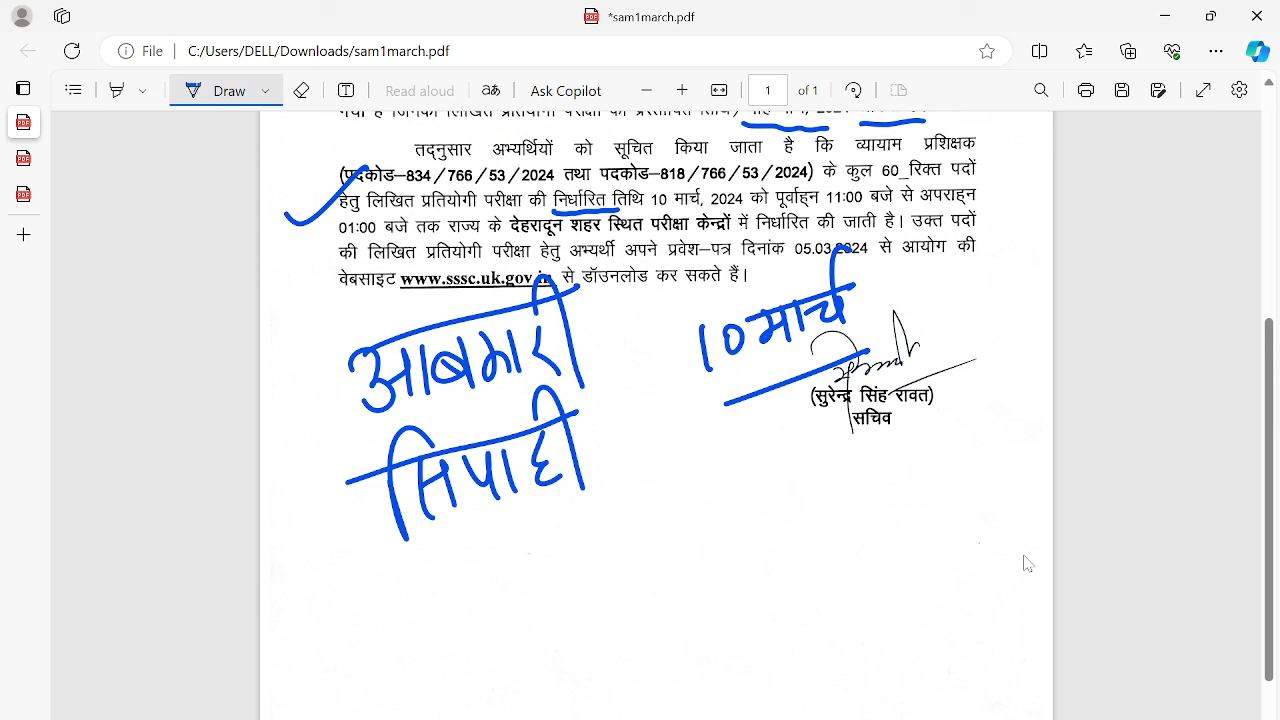 *sam1march.pdf
File
C:/Users/DELL/Downloads/sam1march.pdf
Draw
Read aloud
aあ
Ask Copilot
1 of 1
तद्नुसार अभ्यर्थियों को सूचित किया जाता है कि व्यायाम प्रशिक्षक
(पदकोड–834/766/53/2024 तथा पदकोड–818/766/53/2024) के कुल 60 रिक्त पदों
हेतु लिखित प्रतियोगी परीक्षा की निर्धारित तिथि 10 मार्च, 2024 को पूर्वाह्न 11:00 बजे से अपराह्न
01:00 बजे तक राज्य के देहरादून शहर स्थित परीक्षा केन्द्रों में निर्धारित की जाती है। उक्त पदों
की लिखित प्रतियोगी परीक्षा हेतु अभ्यर्थी अपने प्रवेश–पत्र दिनांक 05.03.2024 से आयोग की
वेबसाइट www.sssc.uk.gov.in से डॉउनलोड कर सकते हैं।
10 मार्च
आबकारी
(सुरेन्द्र सिंह रावत)
सचिव
सिपाही